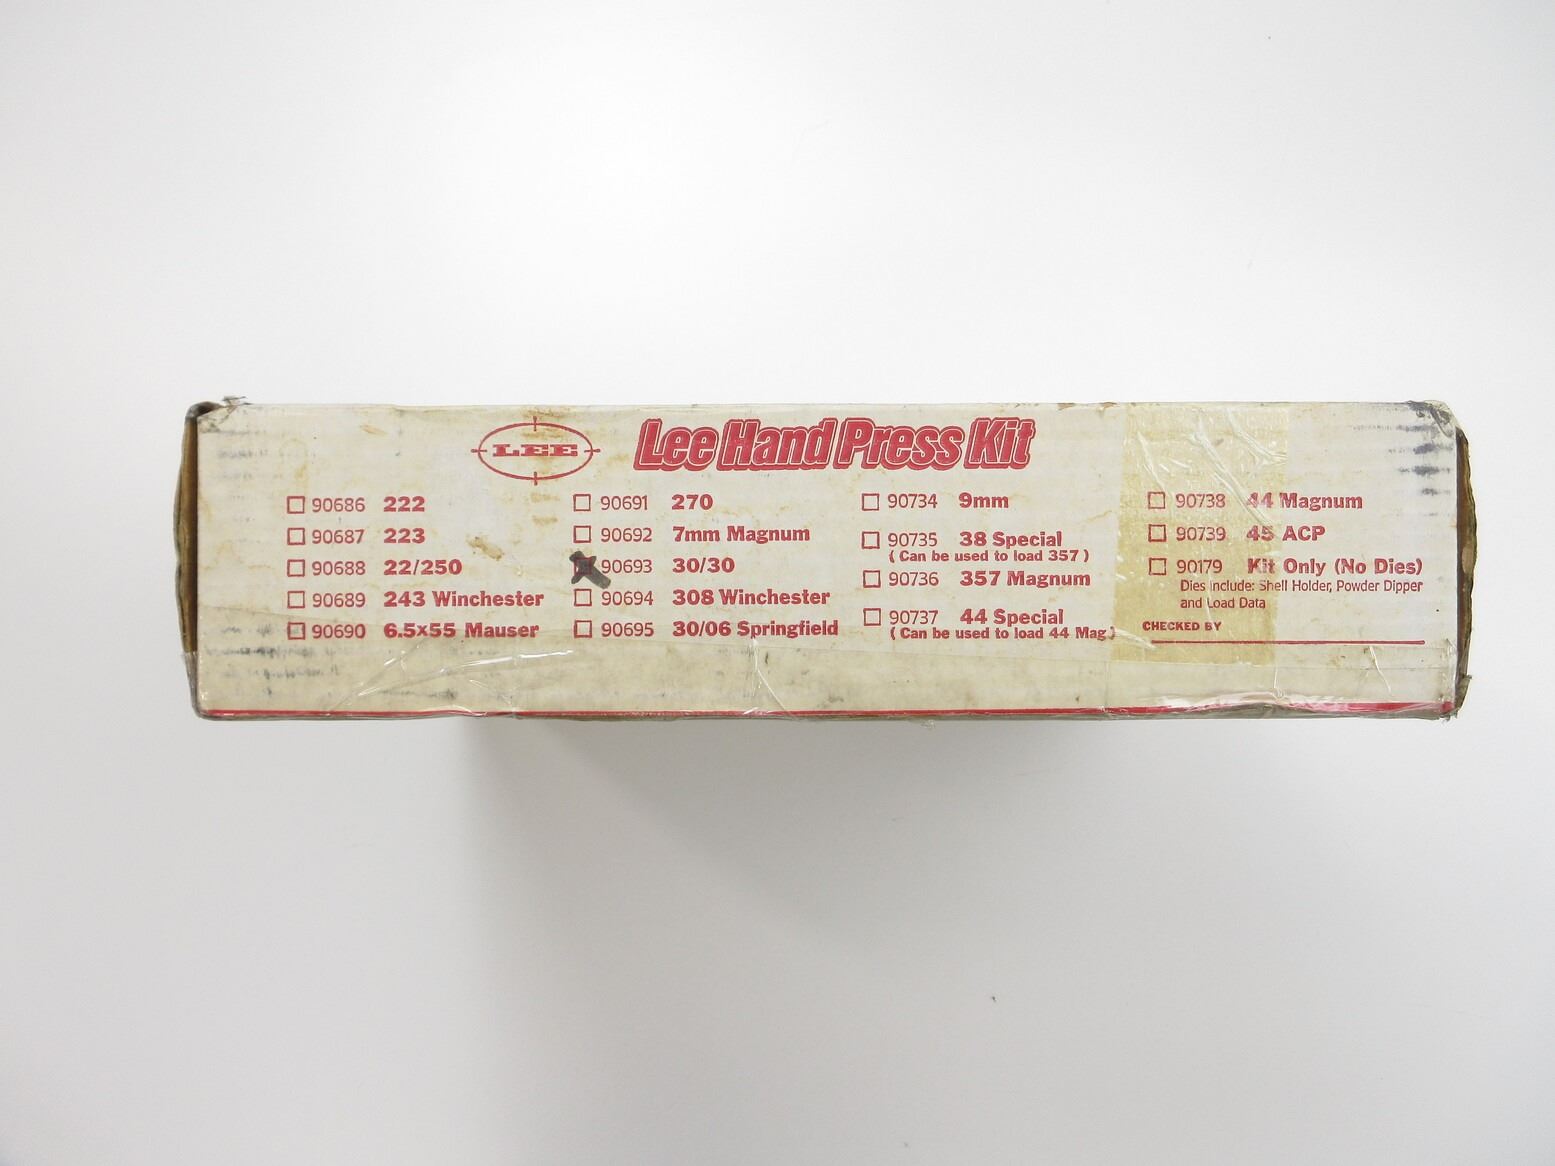 LEE
Lee Hand Press Kit
90686 222
90687 223
90688 22/250
90689 243 Winchester
90690 6.5x55 Mauser
90691 270
90692 7mm Magnum
90693 30/30
90694 308 Winchester
90695 30/06 Springfield
90734 9mm
90735 38 Special
( Can be used to load 357 )
90736 357 Magnum
90737 44 Special
( Can be used to load 44 Mag )
90738 44 Magnum
90739 45 ACP
90179 Kit Only (No Dies)
Dies Include: Shell Holder, Powder Dipper
and Load Data
CHECKED BY